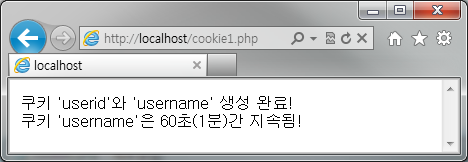 http://localhost/cookie1.php
localhost
쿠키 'userid'와 'username' 생성 완료!
쿠키 'username'은 60초(1분)간 지속됨!